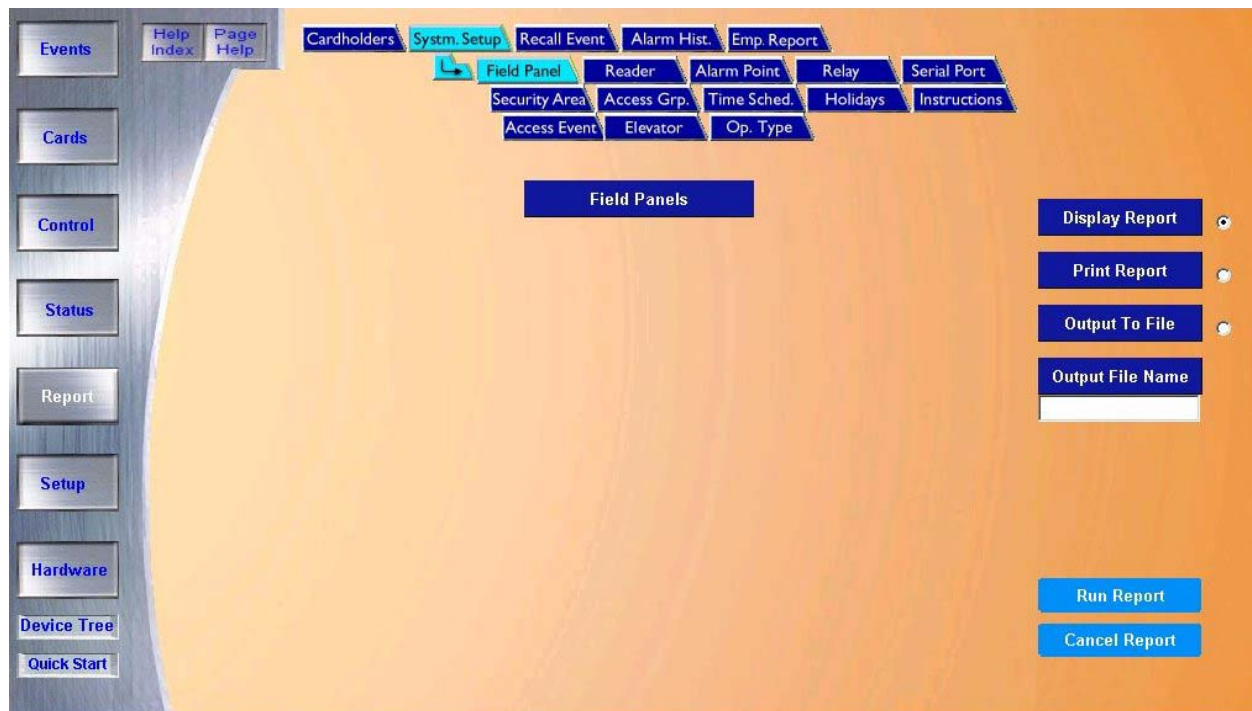 Events
Help Index
Page Help
Cardholders Systm. Setup Recall Event Alarm Hist. Emp. Report
Field Panel Reader Alarm Point Relay Serial Port
Security Area Access Grp. Time Sched. Holidays Instructions
Access Event Elevator Op. Type
Cards
Control
Status
Report
Setup
Hardware
Device Tree
Quick Start
Field Panels
Display Report
Print Report
Output To File
Output File Name
Run Report
Cancel Report